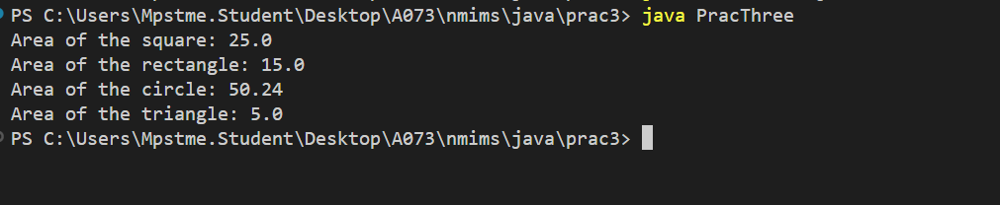 PS C:\Users\Mpstme.Student\Desktop\A073\nmims\java\prac3> java PracThree
Area of the square: 25.0
Area of the rectangle: 15.0
Area of the circle: 50.24
Area of the triangle: 5.0
PS C:\Users\Mpstme.Student\Desktop\A073\nmims\java\prac3>